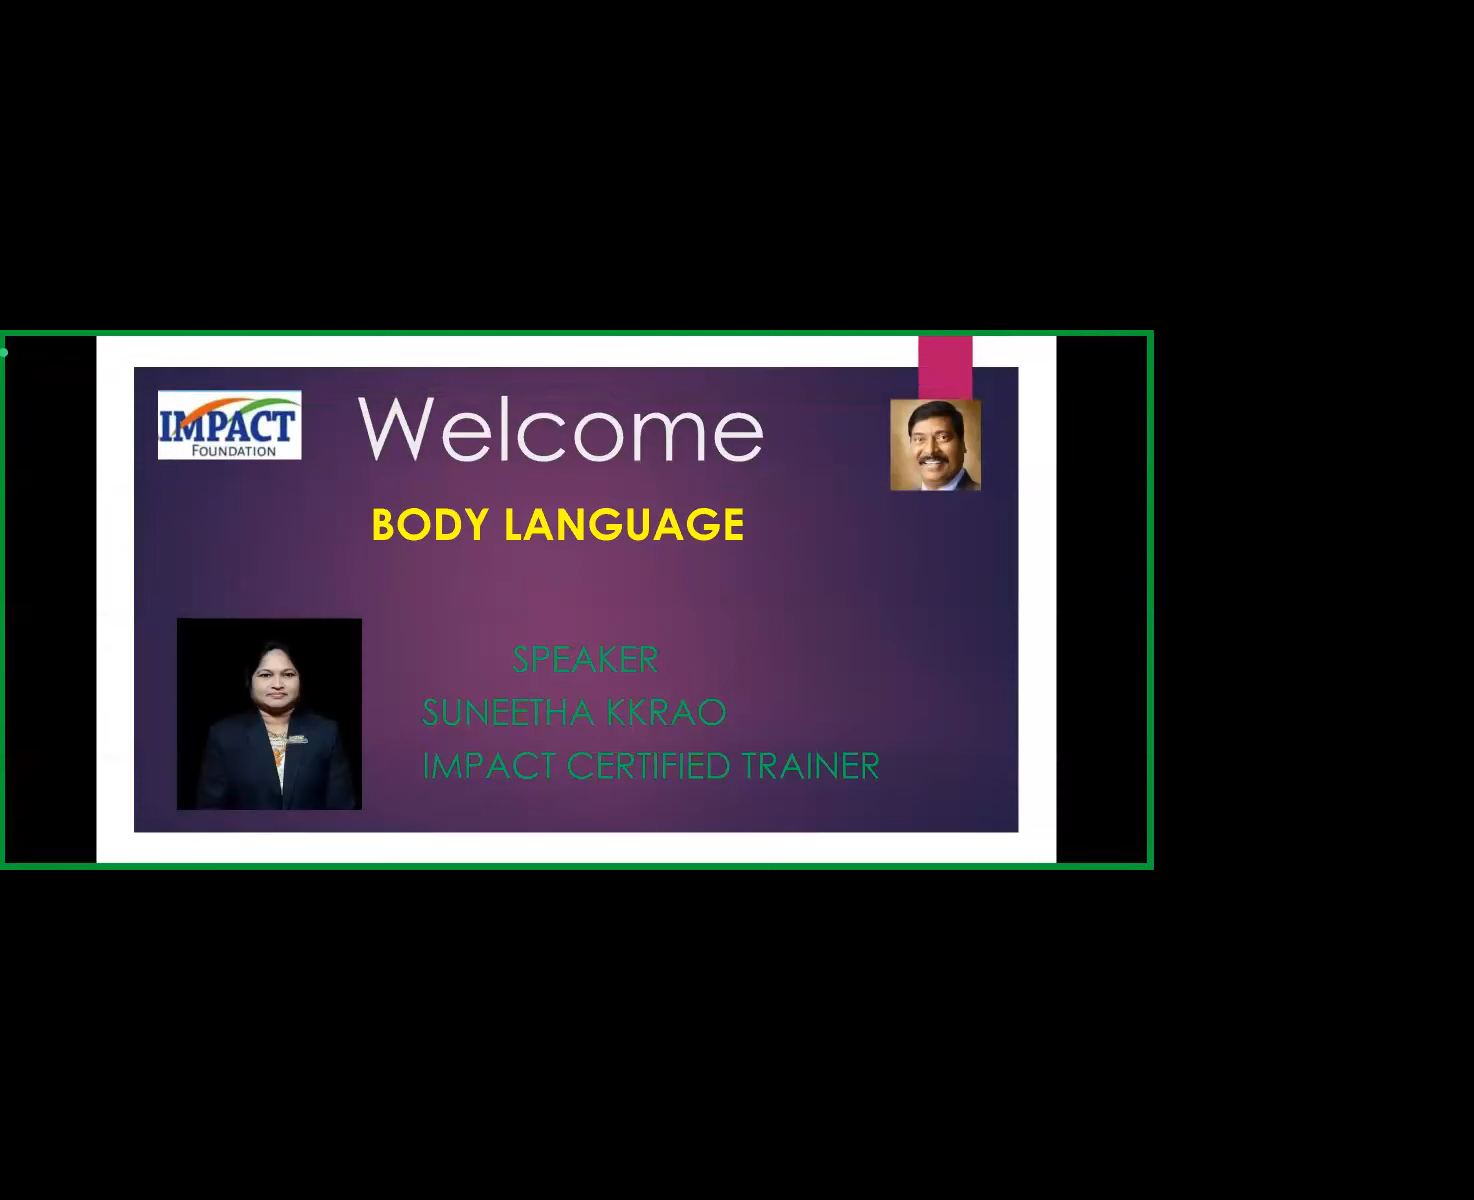 IMPACT
FOUNDATION
Welcome
BODY LANGUAGE
SPEAKER
SUNEETHA KKRAO
IMPACT CERTIFIED TRAINER